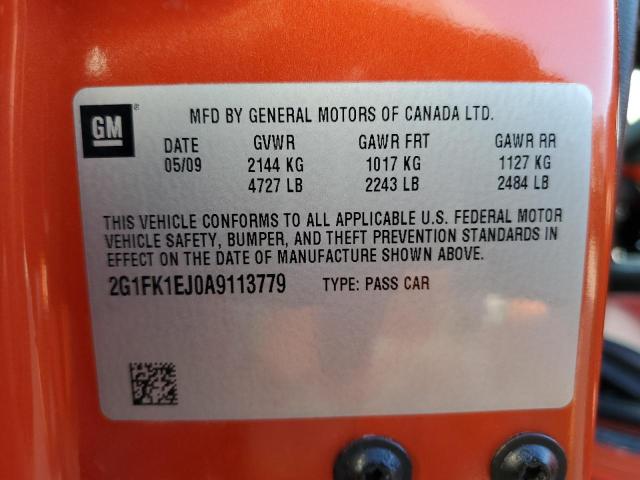 GM®
MFD BY GENERAL MOTORS OF CANADA LTD.
DATE GVWR GAWR FRT GAWR RR
05/09 2144 KG 1017 KG 1127 KG
4727 LB 2243 LB 2484 LB
THIS VEHICLE CONFORMS TO ALL APPLICABLE U.S. FEDERAL MOTOR
VEHICLE SAFETY, BUMPER, AND THEFT PREVENTION STANDARDS IN
EFFECT ON THE DATE OF MANUFACTURE SHOWN ABOVE.
2G1FK1EJ0A9113779 TYPE: PASS CAR